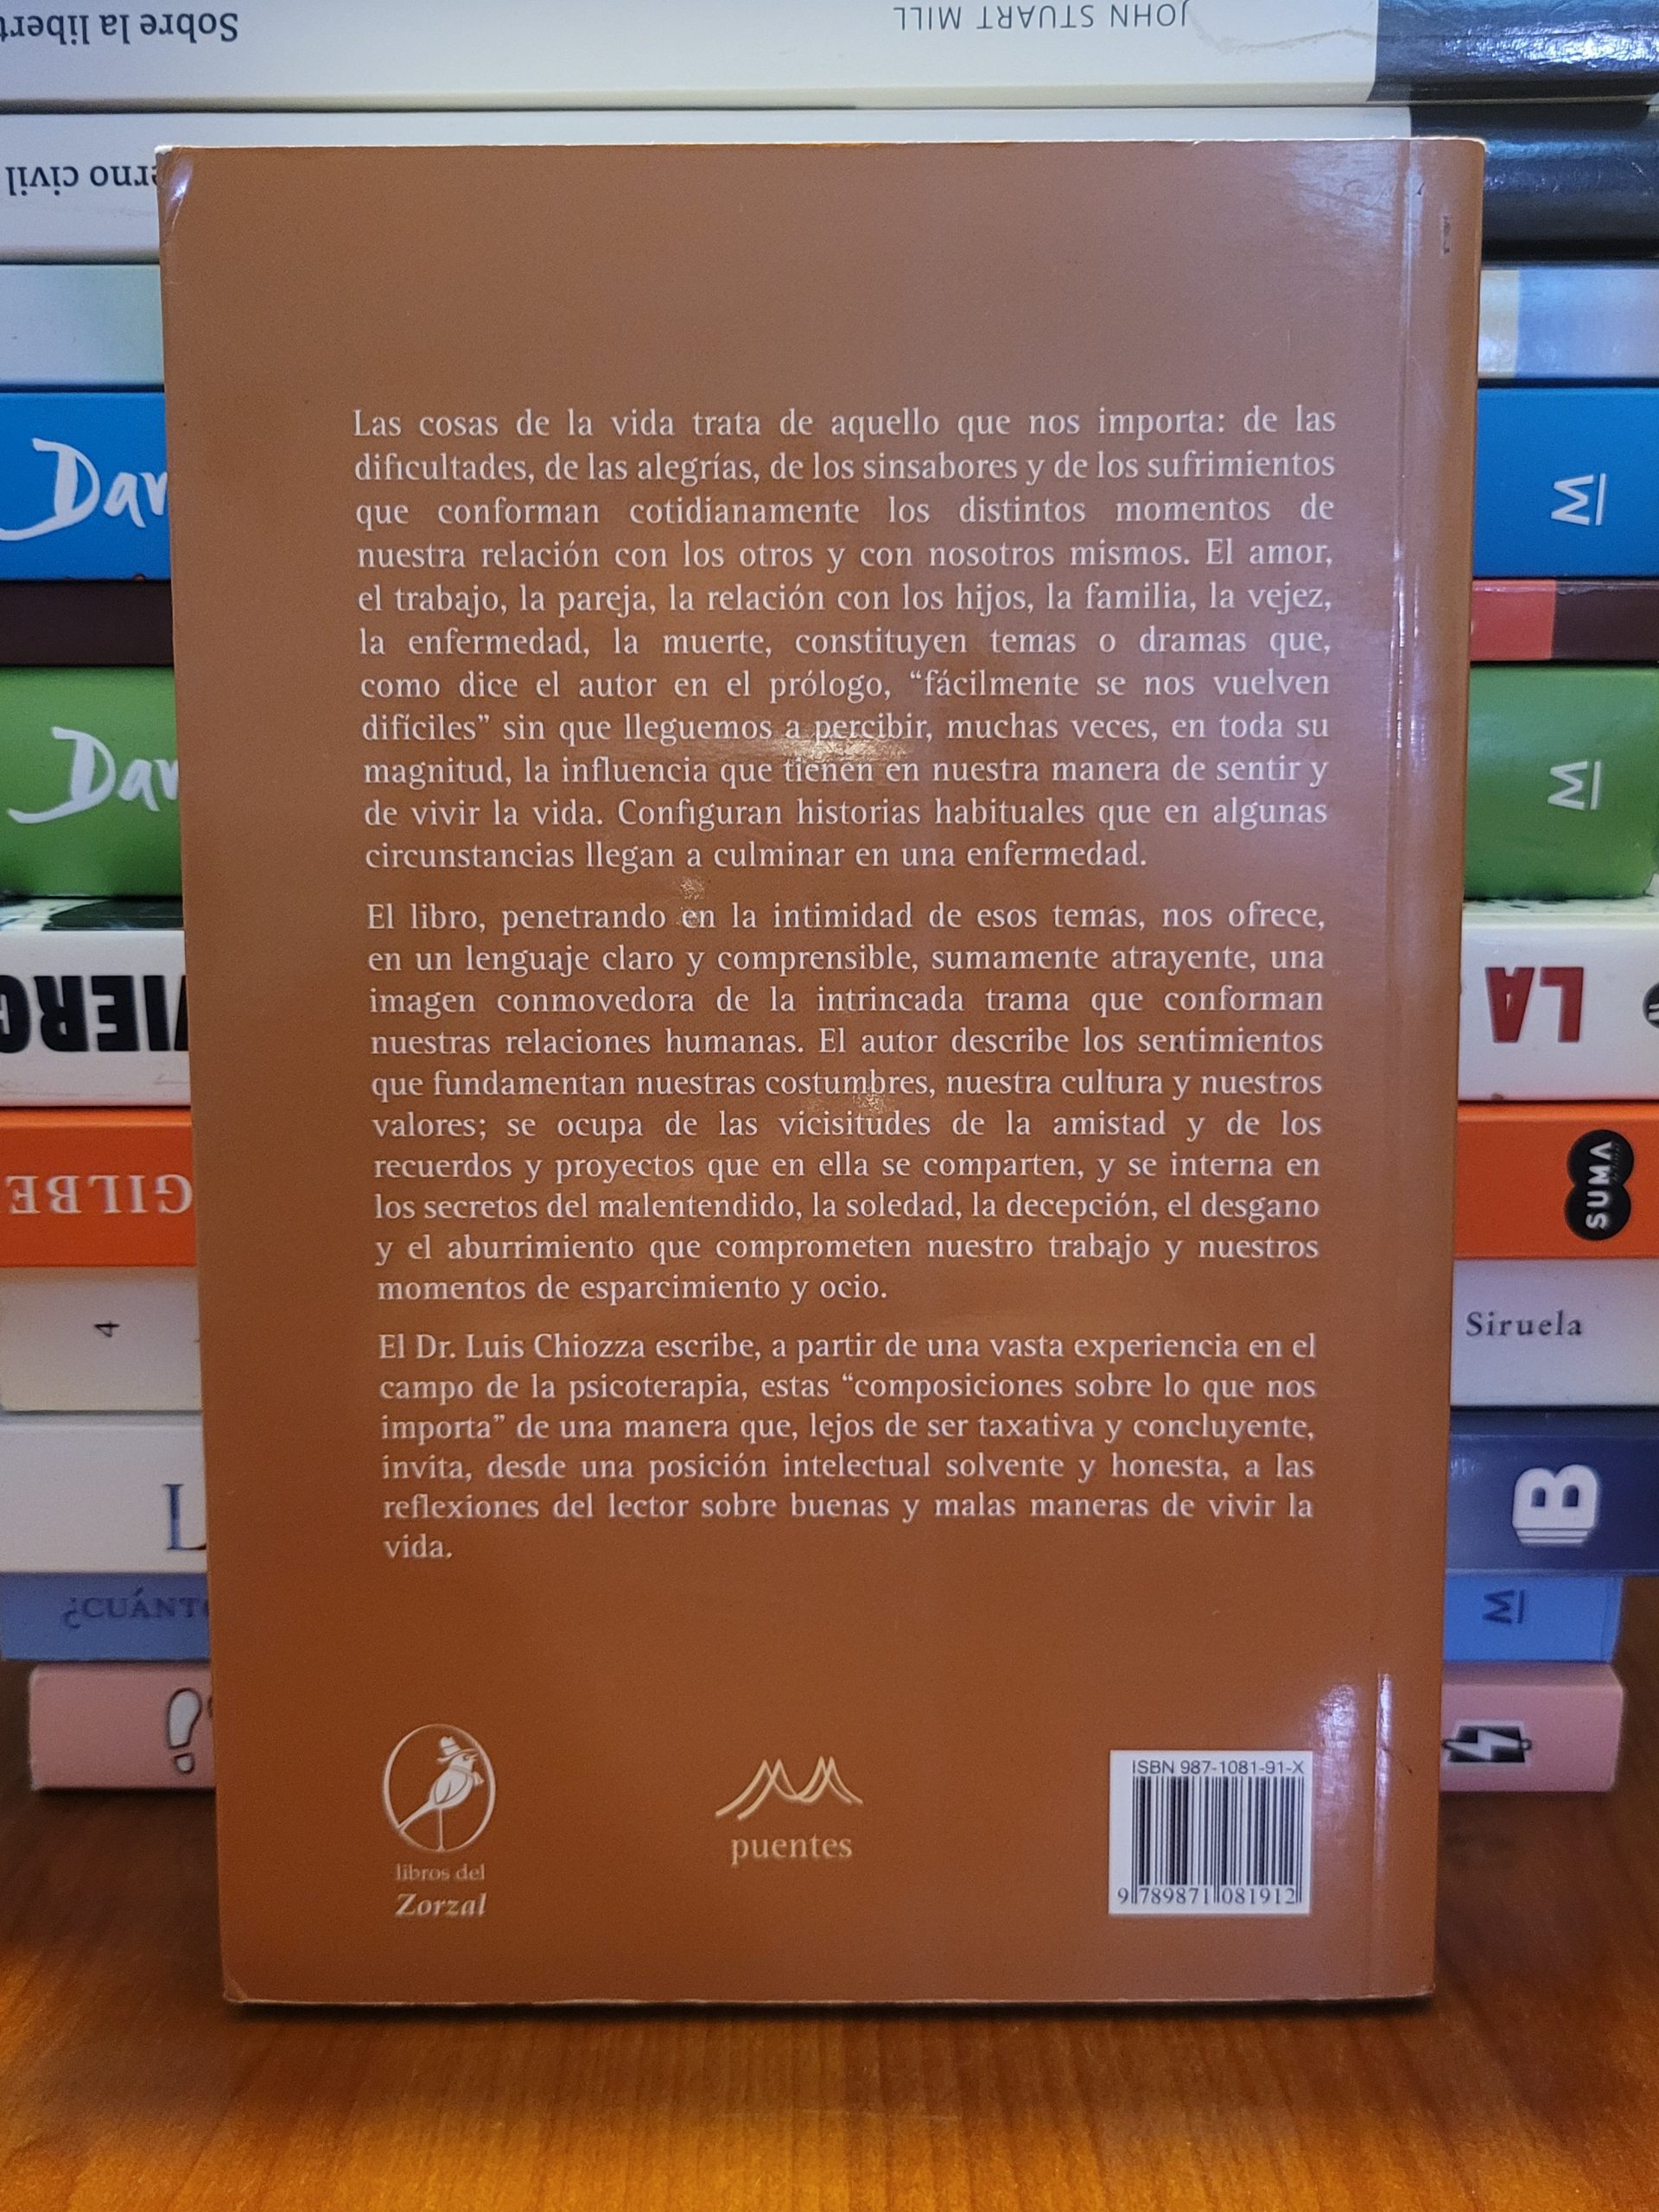 Sobre la libert
JOHN STUART MILL
erno civil
Dav
Dav
LA
GILBE
SUMA
4
Siruela
L
B
¿CUÁNT
Las cosas de la vida trata de aquello que nos importa: de las
dificultades, de las alegrías, de los sinsabores y de los sufrimientos
que conforman cotidianamente los distintos momentos de
nuestra relación con los otros y con nosotros mismos. El amor,
el trabajo, la pareja, la relación con los hijos, la familia, la vejez,
la enfermedad, la muerte, constituyen temas o dramas que,
como dice el autor en el prólogo, “fácilmente se nos vuelven
difíciles” sin que lleguemos a percibir, muchas veces, en toda su
magnitud, la influencia que tienen en nuestra manera de sentir y
de vivir la vida. Configuran historias habituales que en algunas
circunstancias llegan a culminar en una enfermedad.
El libro, penetrando en la intimidad de esos temas, nos ofrece,
en un lenguaje claro y comprensible, sumamente atrayente, una
imagen conmovedora de la intrincada trama que conforman
nuestras relaciones humanas. El autor describe los sentimientos
que fundamentan nuestras costumbres, nuestra cultura y nuestros
valores; se ocupa de las vicisitudes de la amistad y de los
recuerdos y proyectos que en ella se comparten, y se interna en
los secretos del malentendido, la soledad, la decepción, el desgano
y el aburrimiento que comprometen nuestro trabajo y nuestros
momentos de esparcimiento y ocio.
El Dr. Luis Chiozza escribe, a partir de una vasta experiencia en el
campo de la psicoterapia, estas “composiciones sobre lo que nos
importa” de una manera que, lejos de ser taxativa y concluyente,
invita, desde una posición intelectual solvente y honesta, a las
reflexiones del lector sobre buenas y malas maneras de vivir la
vida.
libros del
Zorzal
puentes
ISBN 987-1081-91-X
9 789871 081912